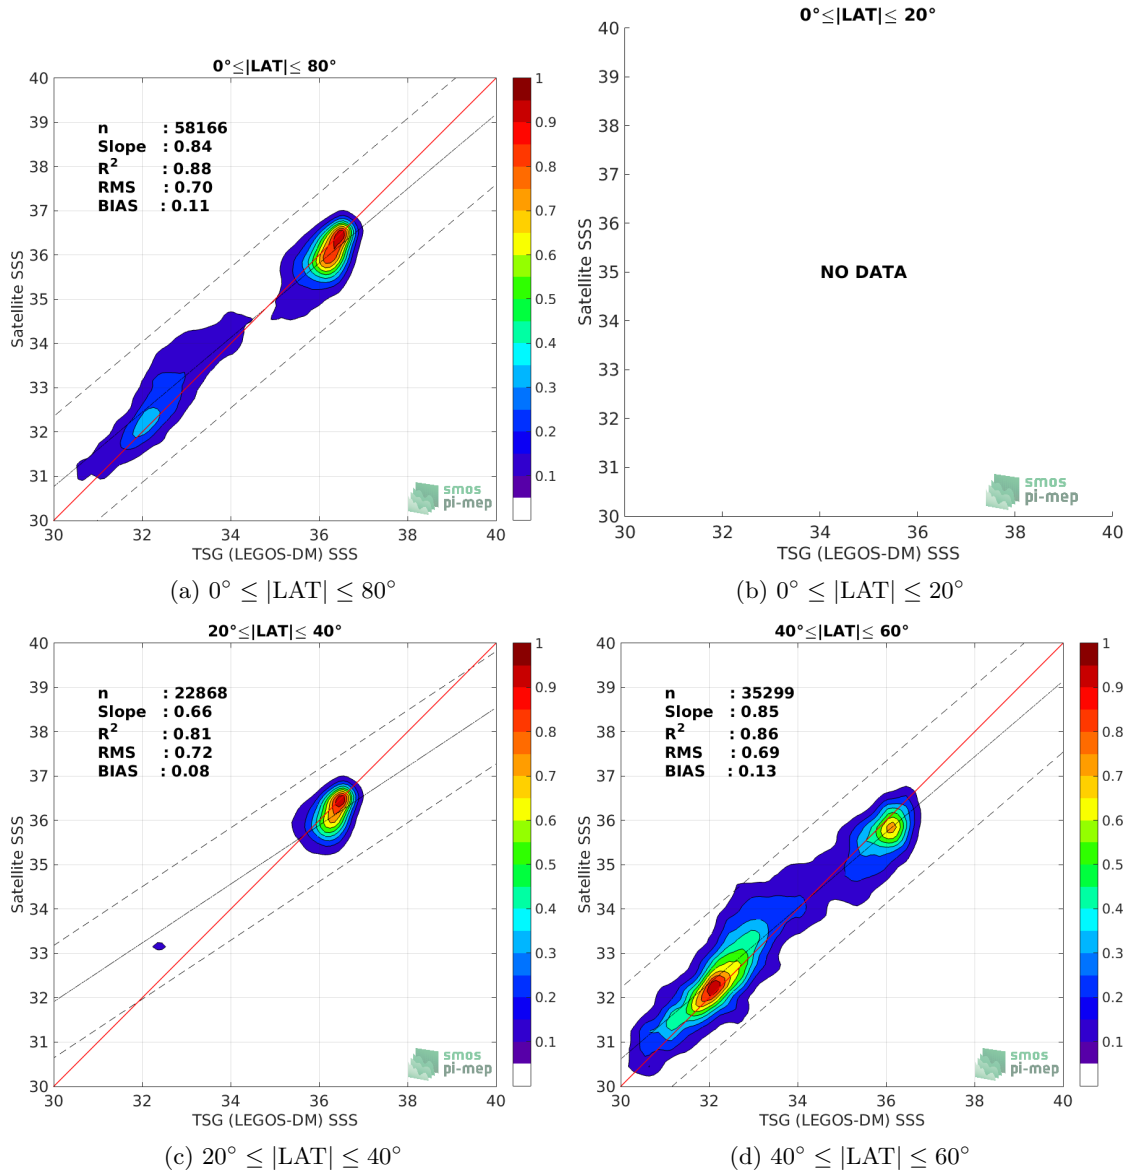 0°≤|LAT|≤ 80°
40
39
38
37
36
35
34
33
32
31
30
30
32
34
36
38
40
Satellite SSS
TSG (LEGOS-DM) SSS
n : 58166
Slope : 0.84
R² : 0.88
RMS : 0.70
BIAS : 0.11
1
0.9
0.8
0.7
0.6
0.5
0.4
0.3
0.2
0.1
smos
pi-mep
(a) 0° ≤ |LAT| ≤ 80°
0°≤|LAT|≤ 20°
40
39
38
37
36
35
34
33
32
31
30
30
32
34
36
38
40
Satellite SSS
TSG (LEGOS-DM) SSS
NO DATA
smos
pi-mep
(b) 0° ≤ |LAT| ≤ 20°
20°≤|LAT|≤ 40°
40
39
38
37
36
35
34
33
32
31
30
30
32
34
36
38
40
Satellite SSS
TSG (LEGOS-DM) SSS
n : 22868
Slope : 0.66
R² : 0.81
RMS : 0.72
BIAS : 0.08
1
0.9
0.8
0.7
0.6
0.5
0.4
0.3
0.2
0.1
smos
pi-mep
(c) 20° ≤ |LAT| ≤ 40°
40°≤|LAT|≤ 60°
40
39
38
37
36
35
34
33
32
31
30
30
32
34
36
38
40
Satellite SSS
TSG (LEGOS-DM) SSS
n : 35299
Slope : 0.85
R² : 0.86
RMS : 0.69
BIAS : 0.13
1
0.9
0.8
0.7
0.6
0.5
0.4
0.3
0.2
0.1
smos
pi-mep
(d) 40° ≤ |LAT| ≤ 60°